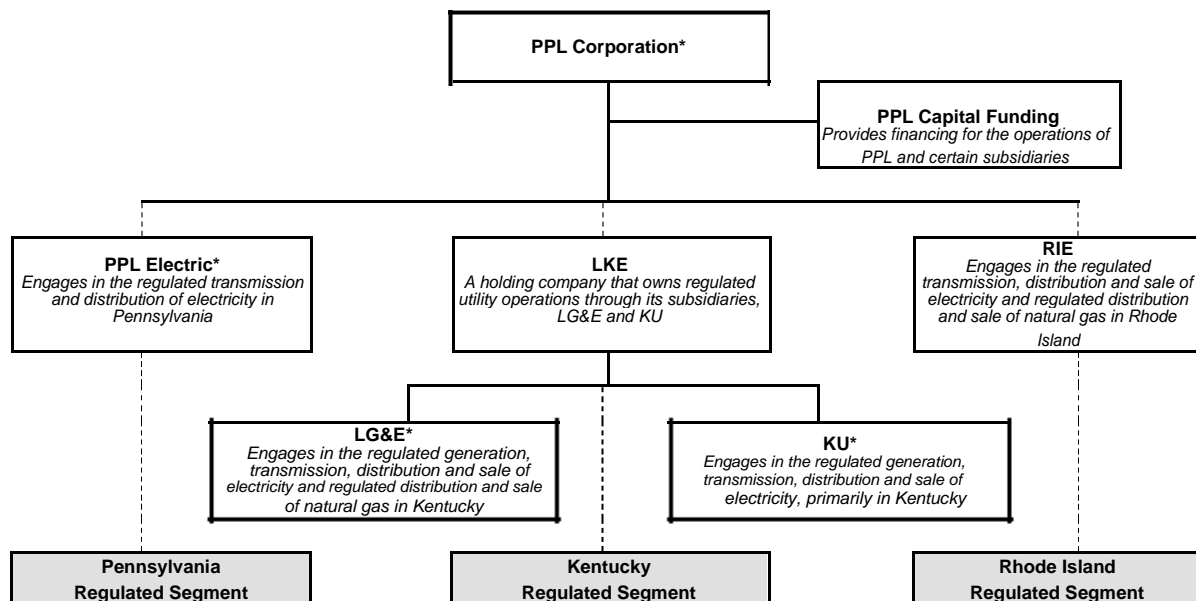 PPL Corporation*
PPL Capital Funding
Provides financing for the operations of
PPL and certain subsidiaries
PPL Electric*
Engages in the regulated transmission
and distribution of electricity in
Pennsylvania
LKE
A holding company that owns regulated
utility operations through its subsidiaries,
LG&E and KU
RIE
Engages in the regulated
transmission, distribution and sale of
electricity and regulated distribution
and sale of natural gas in Rhode
Island
LG&E*
Engages in the regulated generation,
transmission, distribution and sale of
electricity and regulated distribution and sale
of natural gas in Kentucky
KU*
Engages in the regulated generation,
transmission, distribution and sale of
electricity, primarily in Kentucky
Pennsylvania
Regulated Segment
Kentucky
Regulated Segment
Rhode Island
Regulated Segment